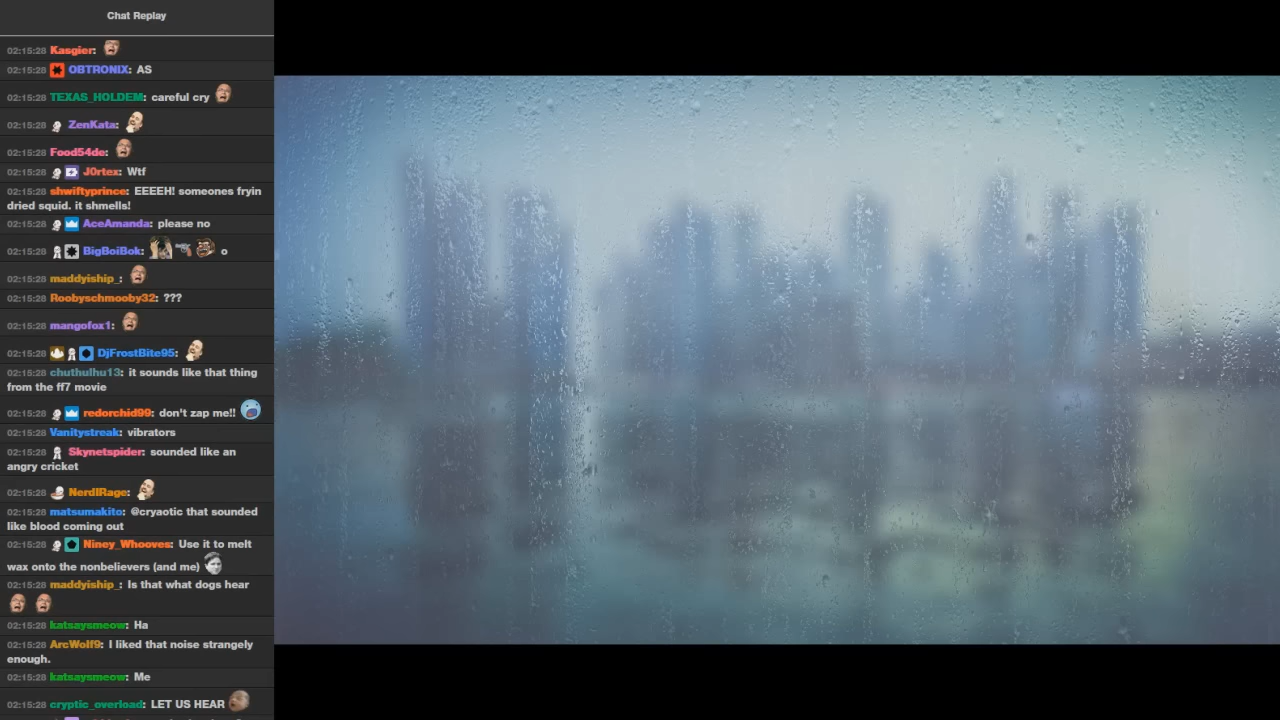 Chat Replay
02:15:28 Kasgier:
02:15:28 OBTRONIX: AS
02:15:28 TEXAS_HOLDEM: careful cry
02:15:28 ZenKata:
02:15:28 Food54de:
02:15:28 J0rtex: Wtf
02:15:28 shwiftyprince: EEEEH! someones fryin
dried squid. it shmells!
02:15:28 AceAmanda: please no
02:15:28 BigBoiBok: o
02:15:28 maddyiship_:
02:15:28 Roobyschmooby32: ???
02:15:28 mangofox1:
02:15:28 DjFrostBite95:
02:15:28 chuthulhu13: it sounds like that thing
from the ff7 movie
02:15:28 redorchid99: don't zap me!!
02:15:28 Vanitystreak: vibrators
02:15:28 Skynetspider: sounded like an
angry cricket
02:15:28 NerdIRage:
02:15:28 matsumakito: @cryaotic that sounded
like blood coming out
02:15:28 Niney_Whooves: Use it to melt
wax onto the nonbelievers (and me)
02:15:28 maddyiship_: Is that what dogs hear
02:15:28 katsaysmeow: Ha
02:15:28 ArcWolf9: I liked that noise strangely
enough.
02:15:28 katsaysmeow: Me
02:15:28 cryptic_overload: LET US HEAR